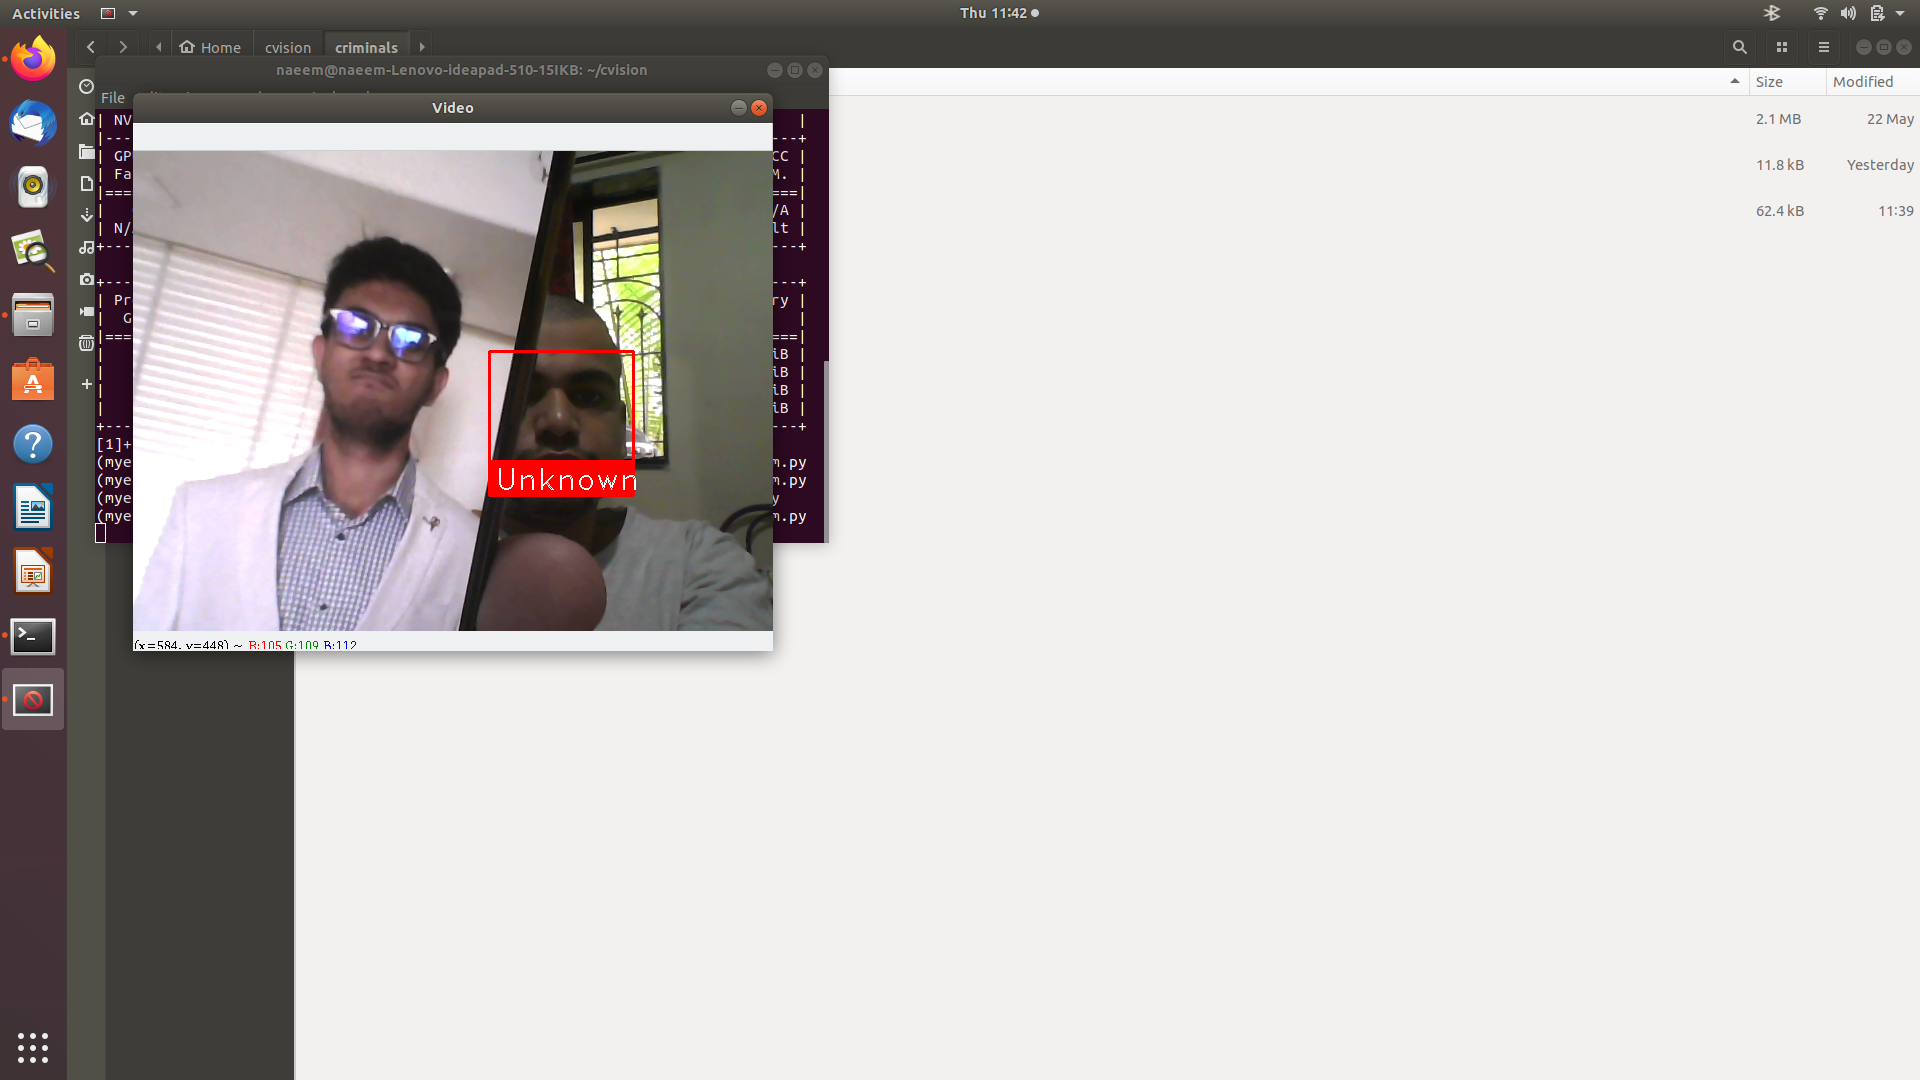 Activities
Thu 11:42
Home cvision criminals
naeem@naeem-Lenovo-ideapad-510-15IKB: ~/cvision
Size Modified
File
Video
2.1 MB 22 May
11.8 kB Yesterday
62.4 kB 11:39
| NV |
|--- ---+
| GP CC |
| Fa M. |
|=== ===|
| /A |
| N/ lt |
+--- ---+
+--- ---+
| Pr ry |
| G |
|=== ===|
| iB |
| iB |
| iB |
| iB |
+--- ---+
[1]+
(mye m.py
(mye m.py
(mye y
(mye m.py
Unknown
(x=584, y=448) ~ R:105 G:109 B:112